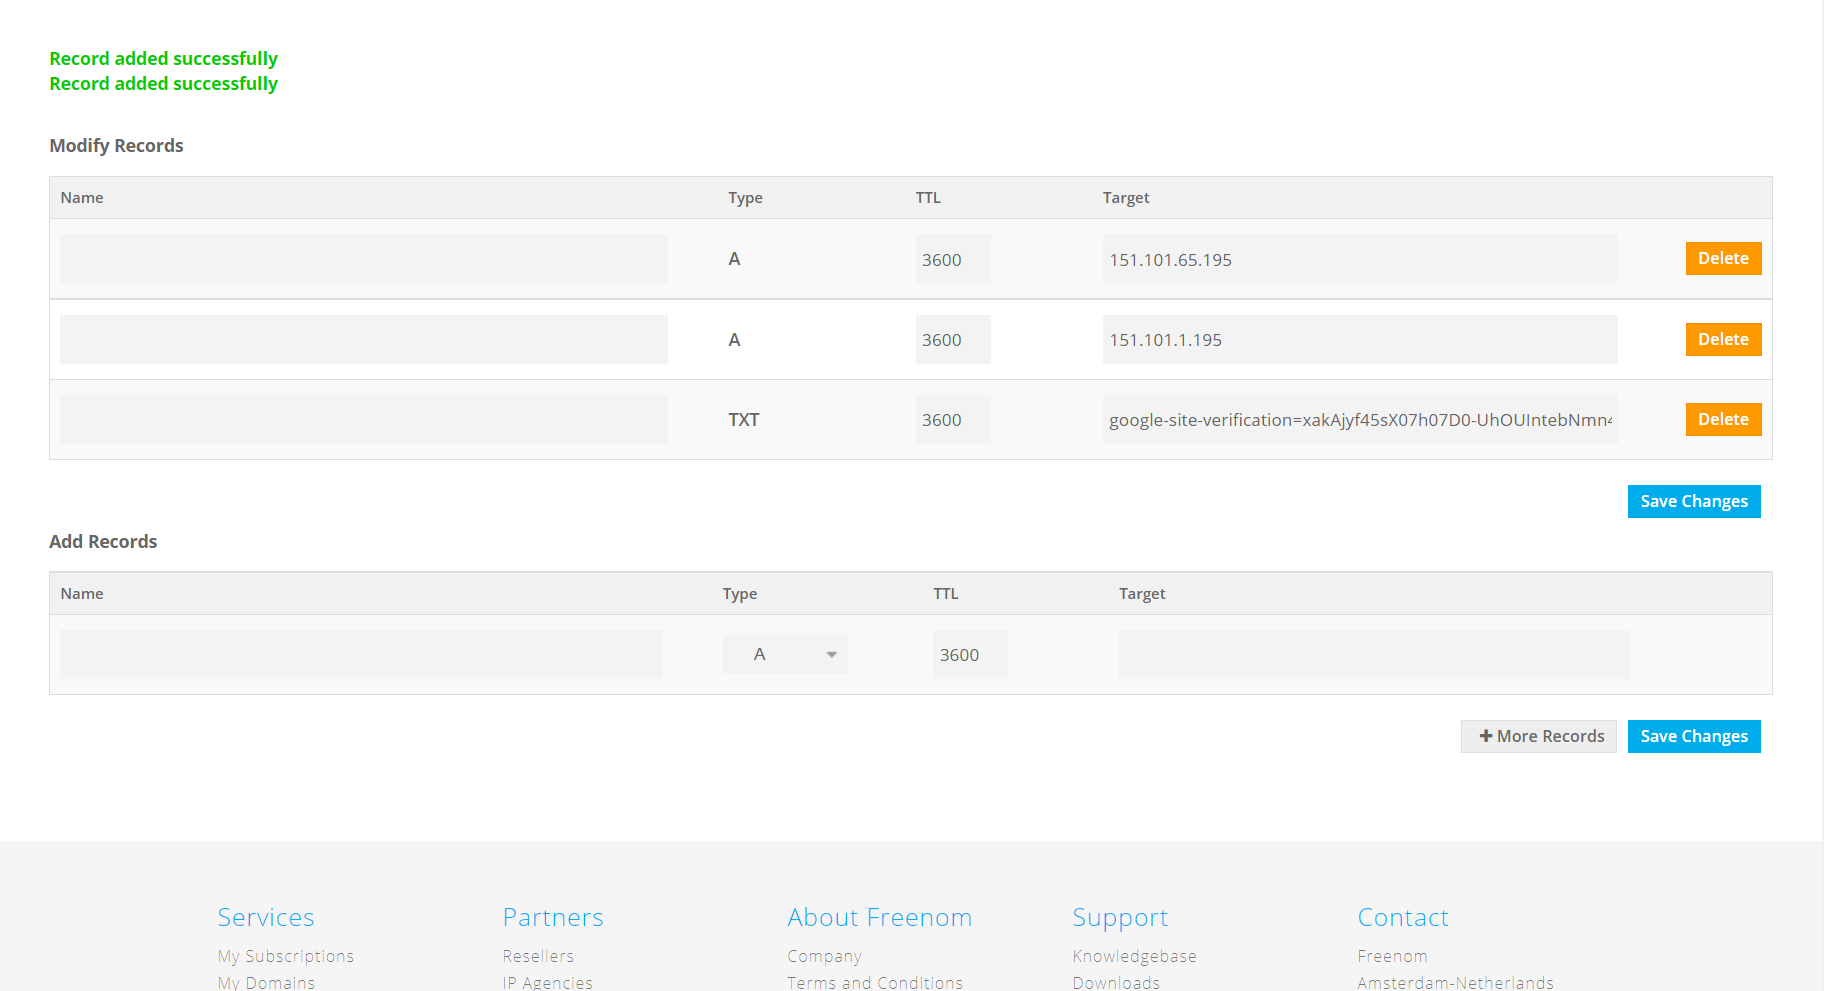 Record added successfully
Record added successfully
Modify Records
Name Type TTL Target
A 3600 151.101.65.195 Delete
A 3600 151.101.1.195 Delete
TXT 3600 google-site-verification=xakAjyf45sX07h07D0-UhOUIntebNmn4 Delete
Save Changes
Add Records
Name Type TTL Target
A 3600
+ More Records Save Changes
Services Partners About Freenom Support Contact
My Subscriptions Resellers Company Knowledgebase Freenom
My Domains IP Agencies Terms and Conditions Downloads Amsterdam-Netherlands